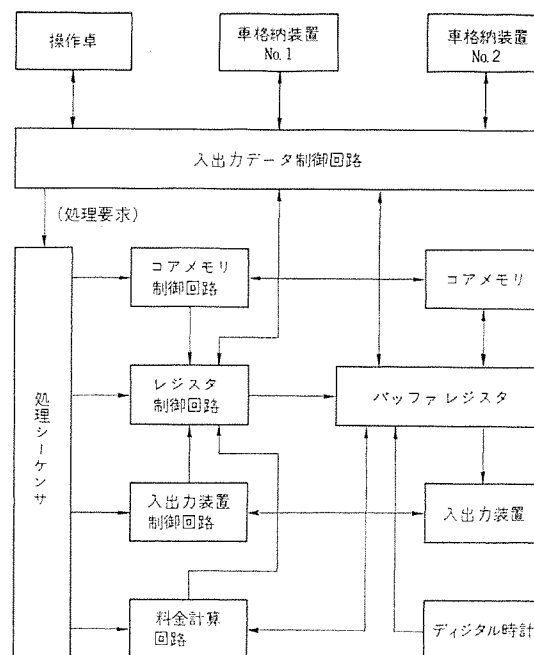 操作卓
車格納装置
No.1
車格納装置
No.2
入出力データ制御回路
(処理要求)
コアメモリ
制御回路
コアメモリ
処理シーケンサ
レジスタ
制御回路
バッファレジスタ
入出力装置
制御回路
入出力装置
料金計算
回路
ディジタル時計